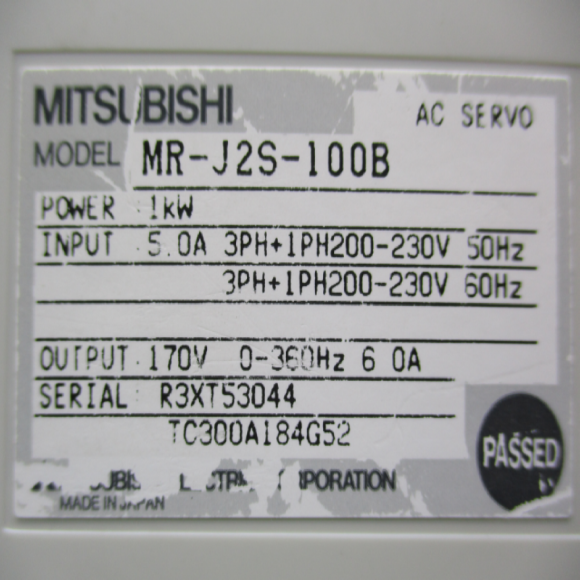 MITSUBISHI
AC SERVO
MODEL MR-J2S-100B
POWER : 1kW
INPUT : 5.0A 3PH+1PH200-230V 50Hz
3PH+1PH200-230V 60Hz
OUTPUT : 170V 0-360Hz 6 0A
SERIAL R3XT53044
TC300A184G52
PASSED
MADE IN JAPAN